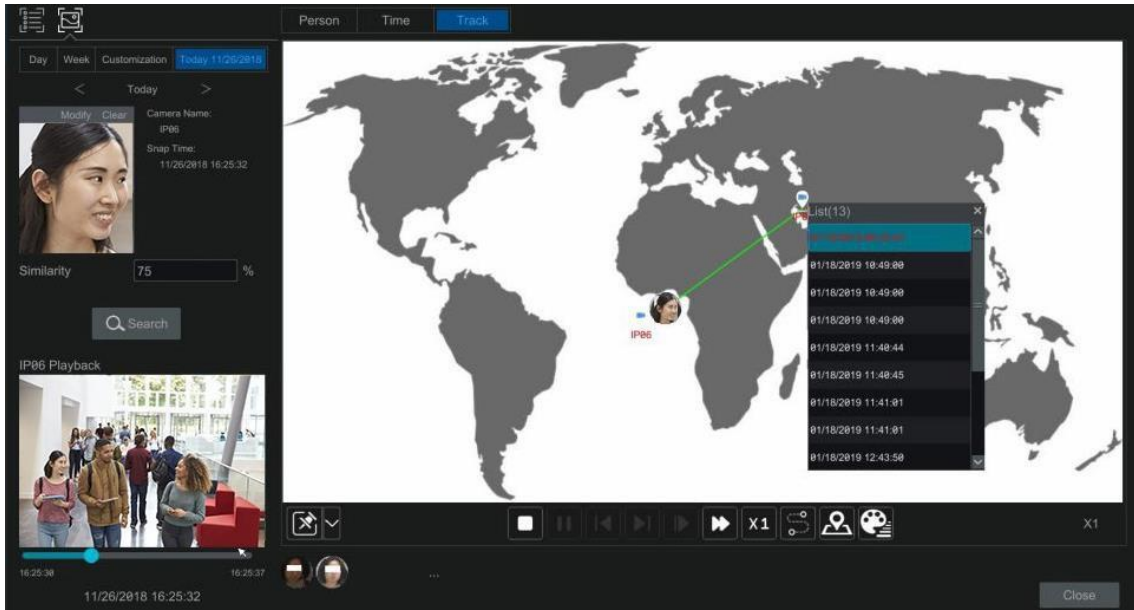 Person Time Track
Day Week Customization Today 11/26/2018
< Today >
Modify Clear
Camera Name:
IP06
Snap Time:
11/26/2018 16:25:32
Similarity 75 %
Search
IP06 Playback
16:25:30 16:25:37
11/26/2018 16:25:32
IP06
List(13) ×
01/18/2019 10:49:00
01/18/2019 10:49:00
01/18/2019 10:49:00
01/18/2019 11:40:44
01/18/2019 11:40:45
01/18/2019 11:41:01
01/18/2019 11:41:01
01/18/2019 12:43:50
X1
X1
...
Close